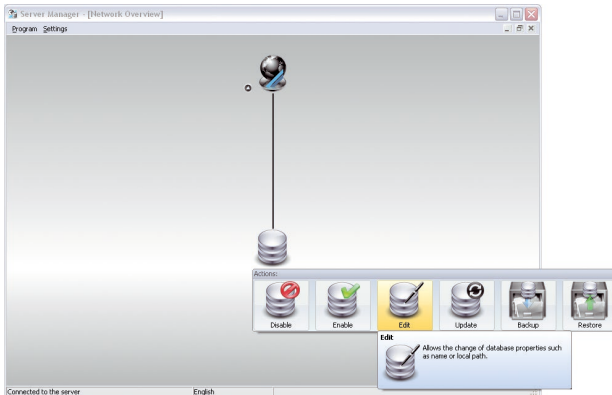 Server Manager - [Network Overview]
Program Settings
Actions:
Disable Enable Edit Update Backup Restore
Edit
Allows the change of database properties such
as name or local path.
Connected to the server English